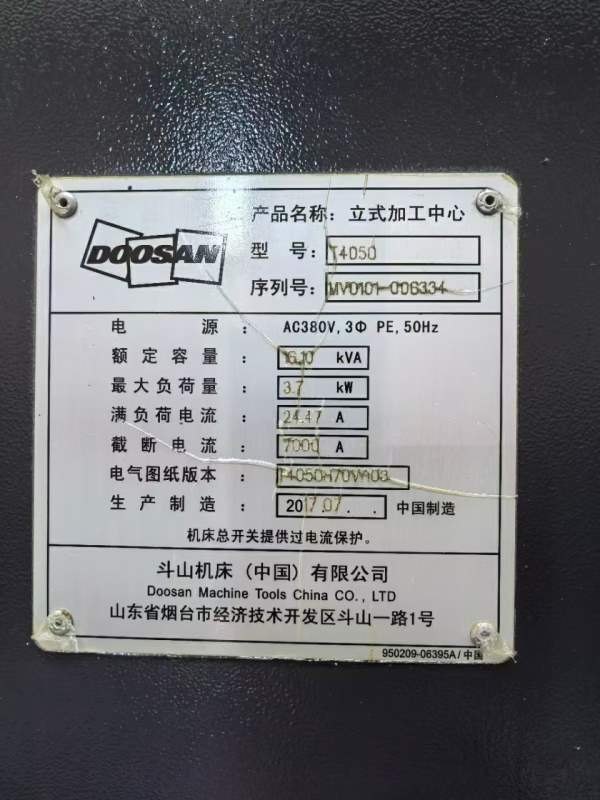 产品名称：立式加工中心
DOOSAN
型号：T4050
序列号：MV0101-006334
电源：AC380V,3Φ PE,50Hz
额定容量：16.10 kVA
最大负荷量：3.7 kW
满负荷电流：24.47 A
截断电流：7000 A
电气图纸版本：T4050M70VA03
生产制造：2017.07. . 中国制造
机床总开关提供过电流保护。
斗山机床（中国）有限公司
Doosan Machine Tools China CO., LTD
山东省烟台市经济技术开发区斗山一路1号
950209-06395A/中国